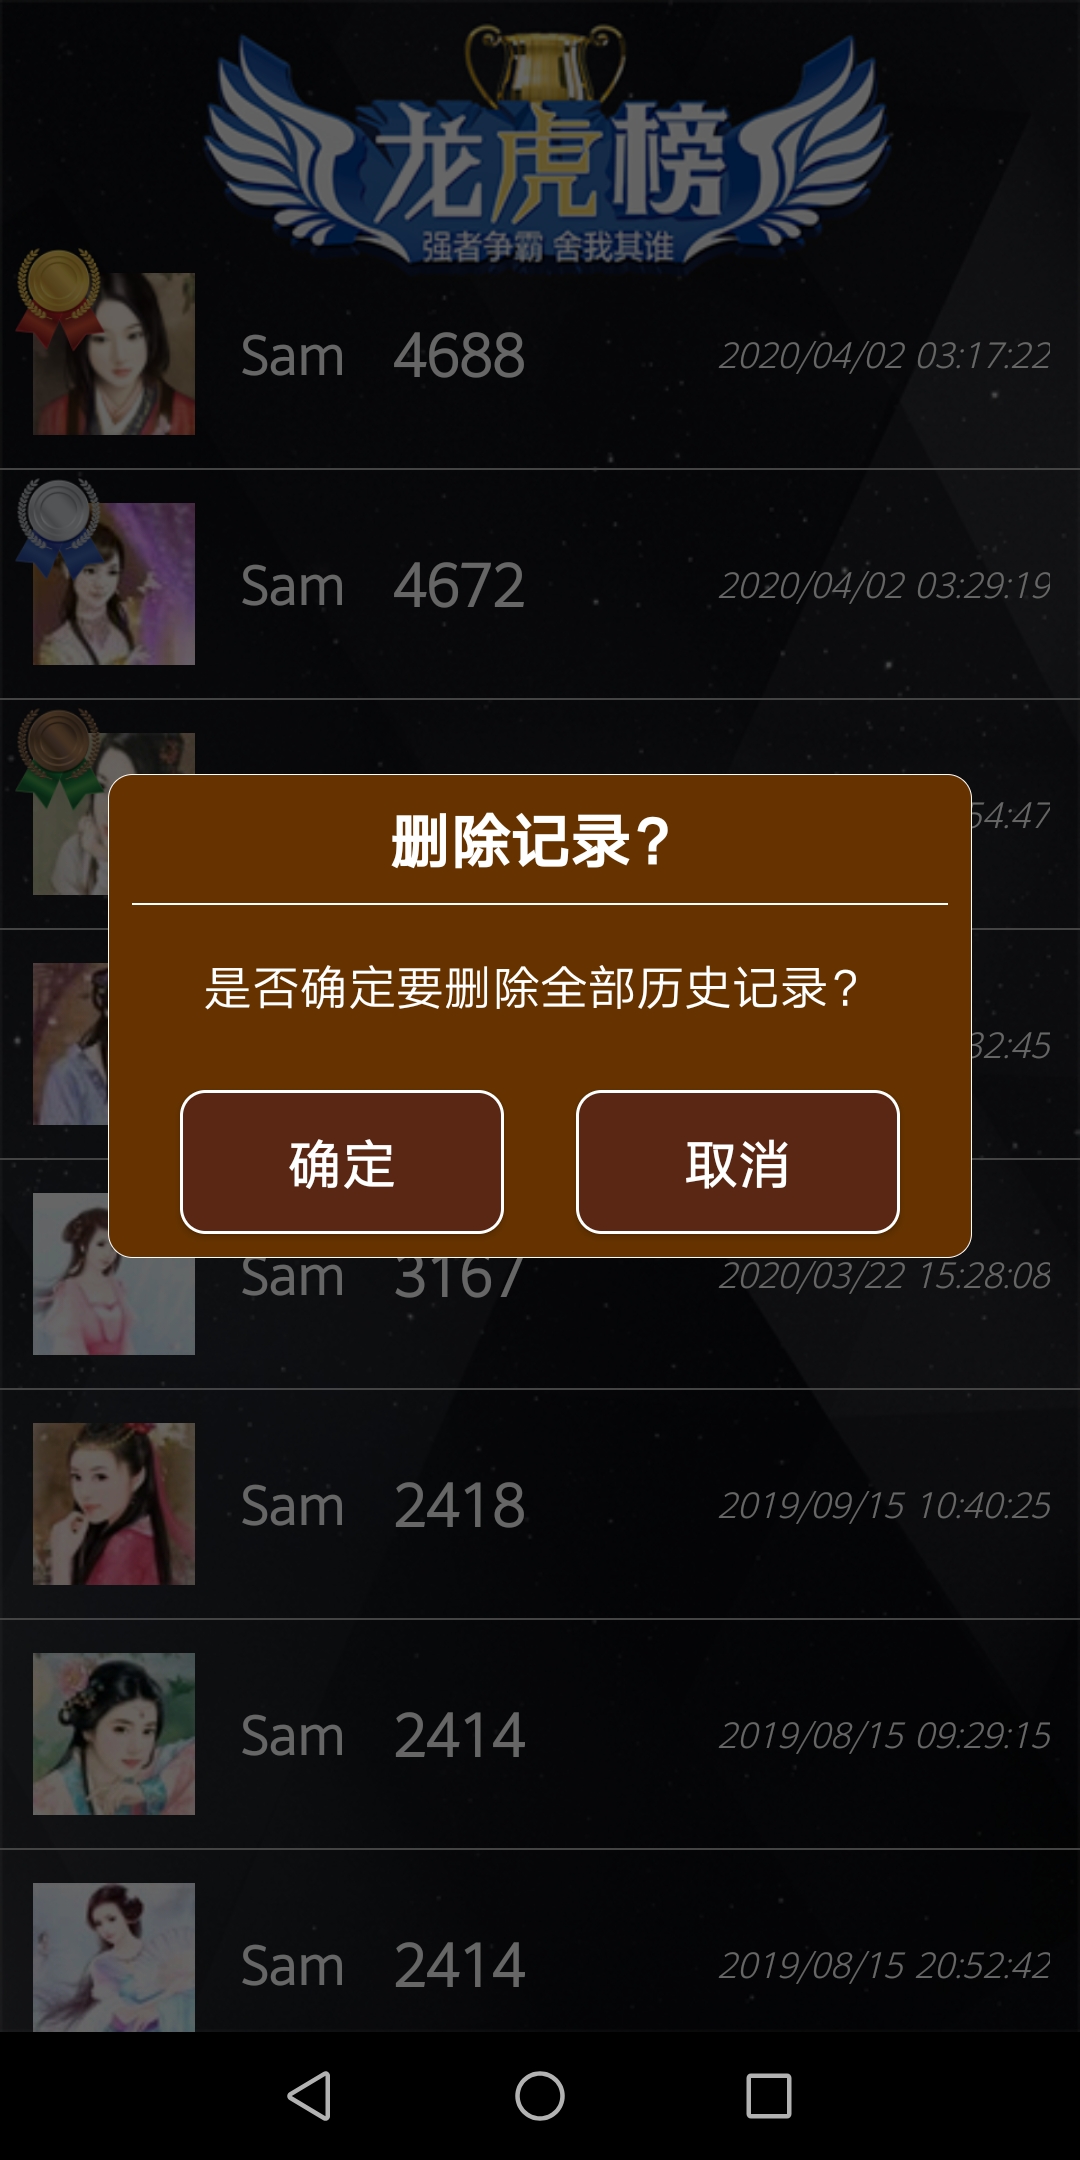 龙虎榜
强者争霸 舍我其谁
Sam 4688 2020/04/02 03:17:22
Sam 4672 2020/04/02 03:29:19
54:47
删除记录?
是否确定要删除全部历史记录?
32:45
确定 取消
Sam 3167 2020/03/22 15:28:08
Sam 2418 2019/09/15 10:40:25
Sam 2414 2019/08/15 09:29:15
Sam 2414 2019/08/15 20:52:42